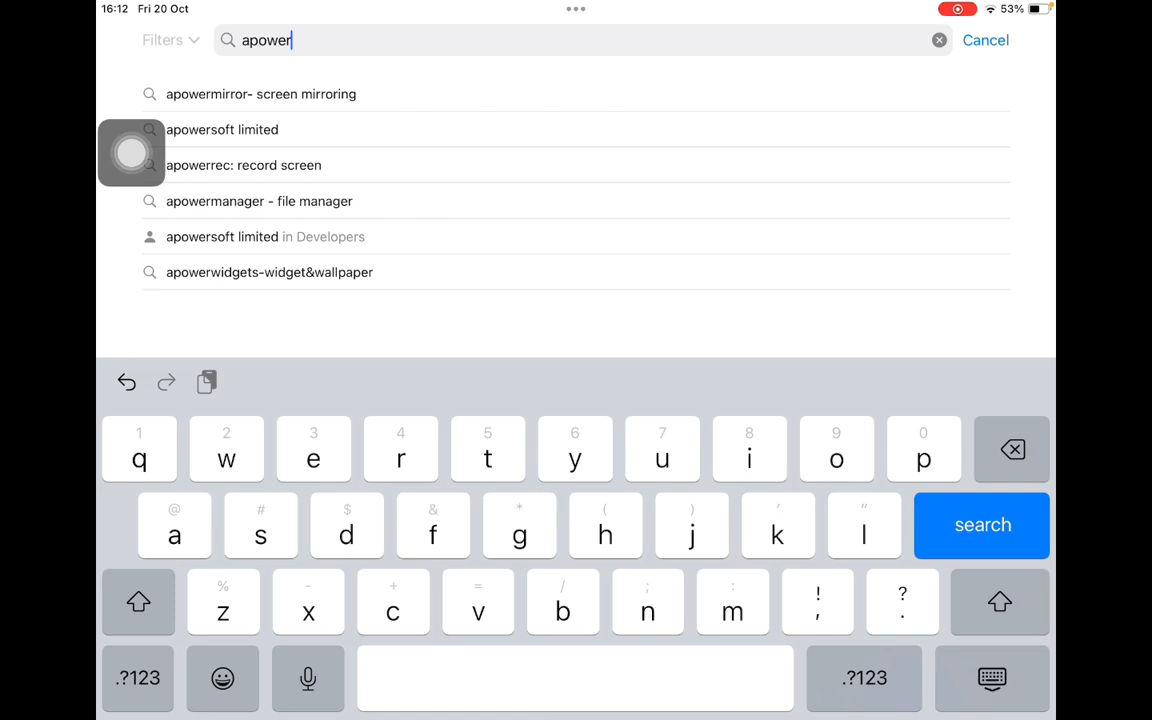 16:12 Fri 20 Oct 53%
Filters apower Cancel
apowermirror- screen mirroring
apowersoft limited
apowerrec: record screen
apowermanager - file manager
apowersoft limited in Developers
apowerwidgets-widget&wallpaper
1 2 3 4 5 6 7 8 9 0
q w e r t y u i o p
@ # $ & * ( ) ' "
a s d f g h j k l search
% - + = / ; : ! ?
z x c v b n m , .
.?123 .?123